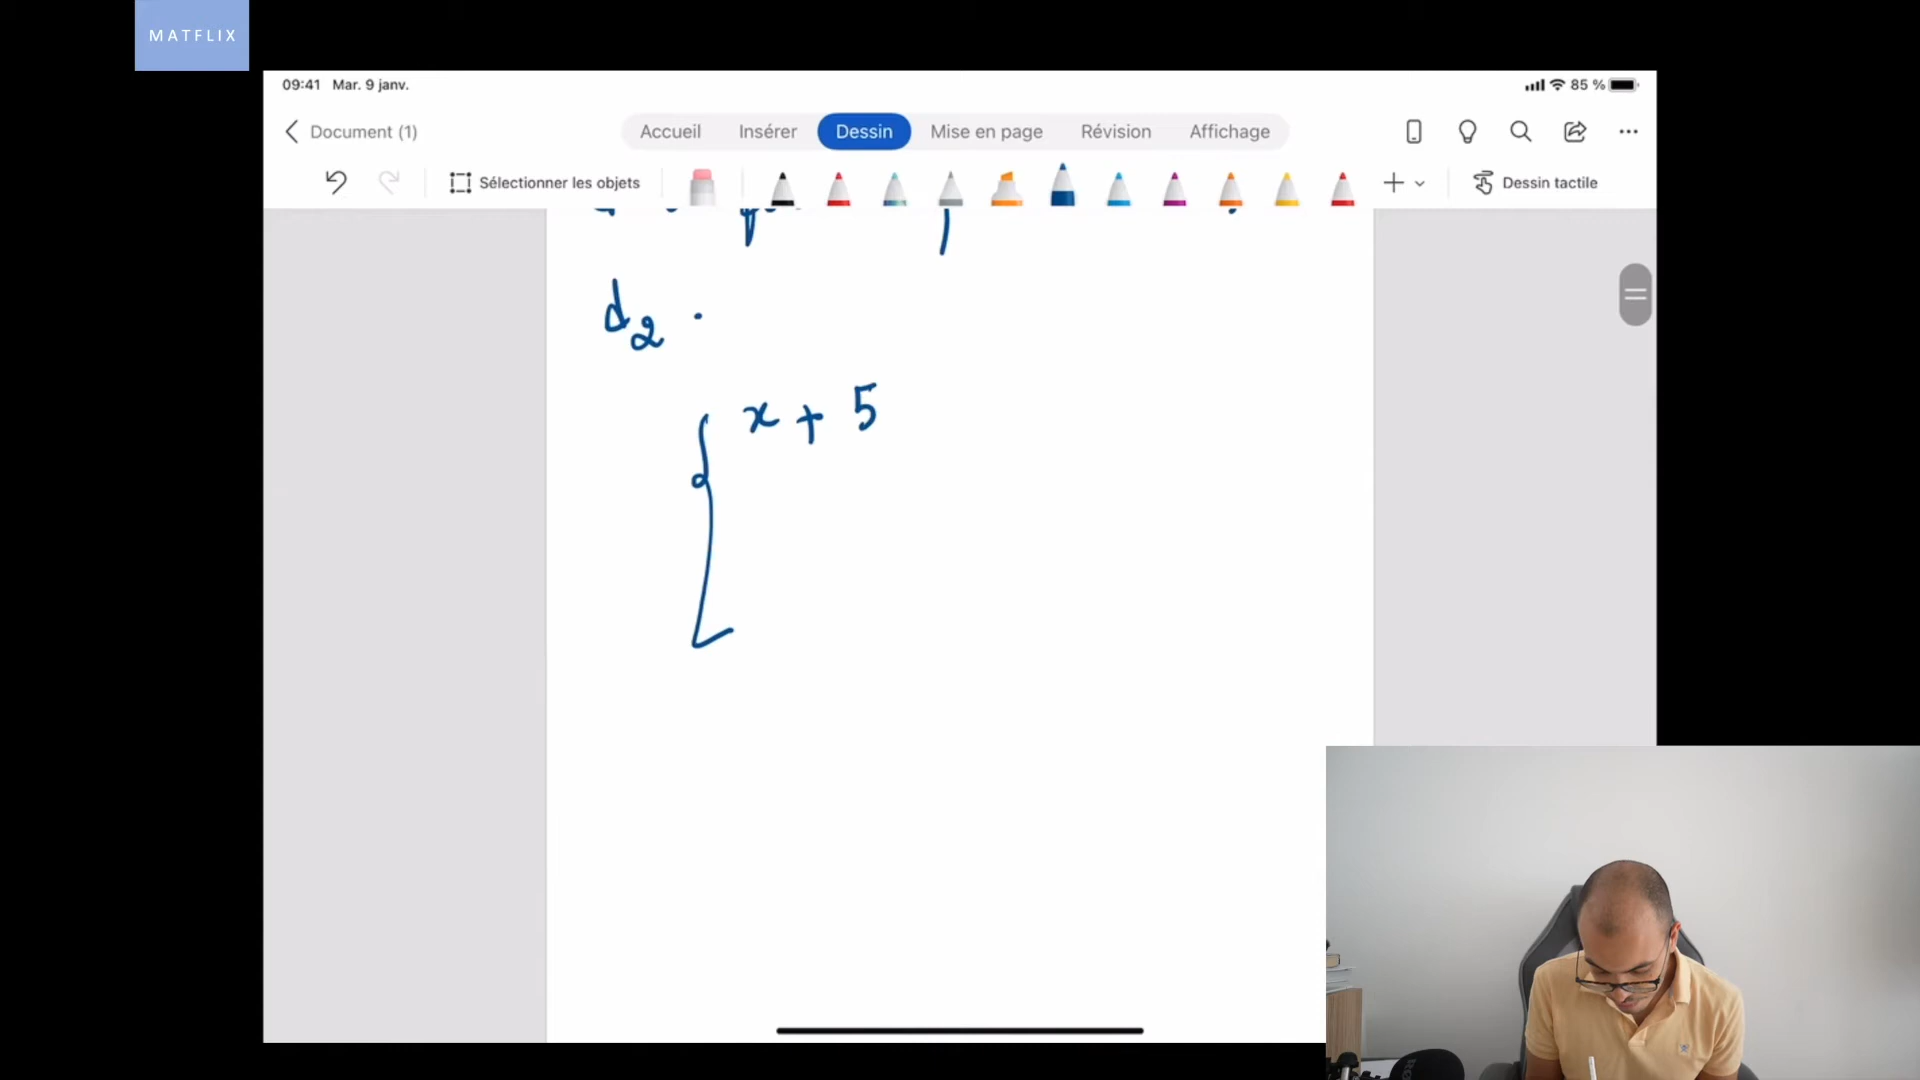 MATFLIX
09:41 Mar. 9 janv.
85 %
Document (1)
Accueil Insérer Dessin Mise en page Révision Affichage
Sélectionner les objets
Dessin tactile
d₂ .
{ x + 5